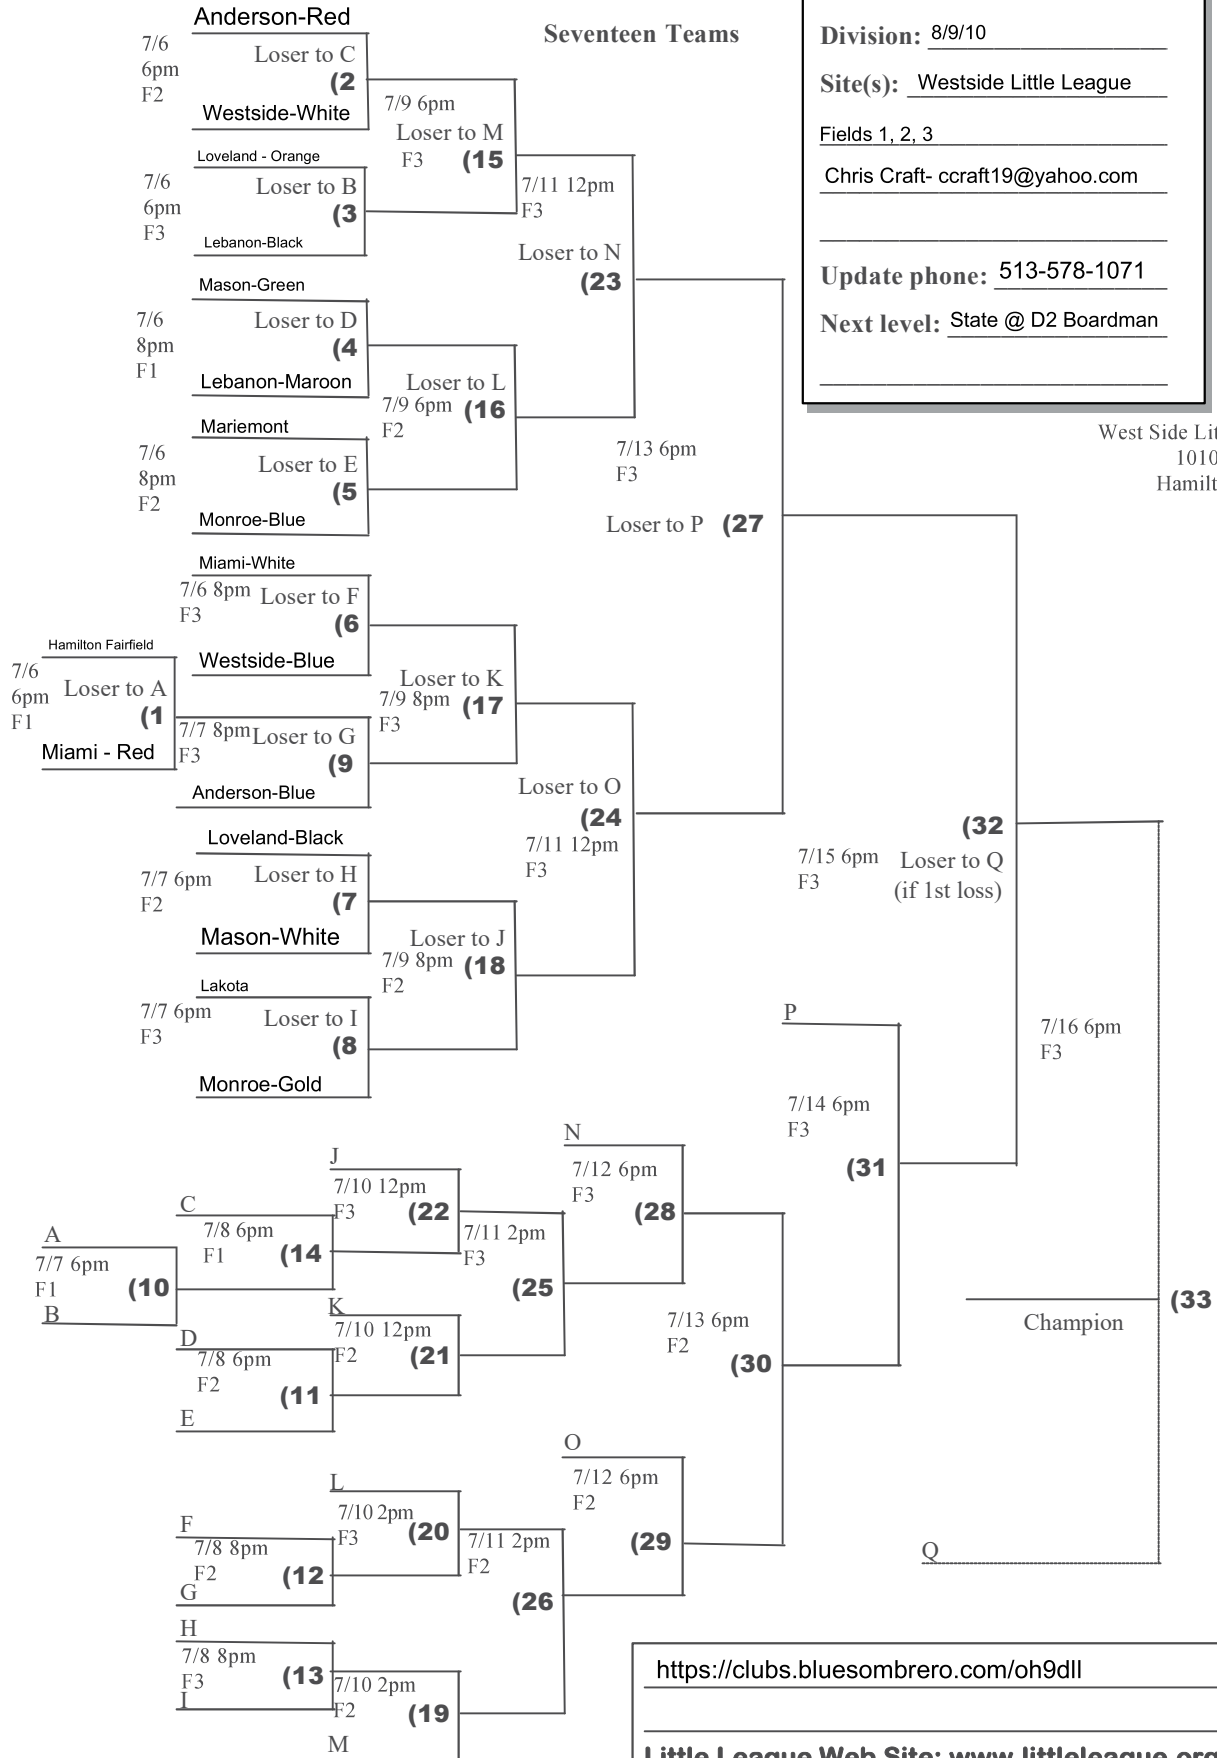 Seventeen Teams
Division: 8/9/10
Site(s): Westside Little League
Fields 1, 2, 3
Chris Craft- ccraft19@yahoo.com
Update phone: 513-578-1071
Next level: State @ D2 Boardman
West Side Lit
1010
Hamilt
Anderson-Red
7/6
6pm
F2
Loser to C
(2
Westside-White
7/9 6pm
Loser to M
F3 (15
Loveland - Orange
7/6
6pm
F3
Loser to B
(3
Lebanon-Black
7/11 12pm
F3
Loser to N
(23
Mason-Green
7/6
8pm
F1
Loser to D
(4
Lebanon-Maroon
Loser to L
7/9 6pm (16
F2
Mariemont
7/6
8pm
F2
Loser to E
(5
Monroe-Blue
7/13 6pm
F3
Loser to P (27
Miami-White
7/6 8pm
F3
Loser to F
(6
Westside-Blue
Hamilton Fairfield
7/6
6pm
F1
Loser to A
(1
Miami - Red
Loser to K
7/9 8pm (17
F3
7/7 8pm
F3
Loser to G
(9
Anderson-Blue
Loser to O
(24
7/11 12pm
F3
Loveland-Black
7/7 6pm
F2
Loser to H
(7
Mason-White
Loser to J
7/9 8pm (18
F2
Lakota
7/7 6pm
F3
Loser to I
(8
Monroe-Gold
(32
7/15 6pm
F3
Loser to Q
(if 1st loss)
P
7/16 6pm
F3
7/14 6pm
F3
(31
N
7/12 6pm
F3
(28
J
7/10 12pm
F3
(22
C
7/8 6pm
F1
(14
A
7/7 6pm
F1
(10
B
7/11 2pm
F3
(25
K
7/10 12pm
F2
(21
D
7/8 6pm
F2
(11
E
7/13 6pm
F2
(30
(33
Champion
O
7/12 6pm
F2
(29
L
7/10 2pm
F3
(20
F
7/8 8pm
F2
(12
G
7/11 2pm
F2
(26
H
7/8 8pm
F3
(13
I
7/10 2pm
F2
(19
M
Q
https://clubs.bluesombrero.com/oh9dll
Little League Web Site: www.littleleague.org